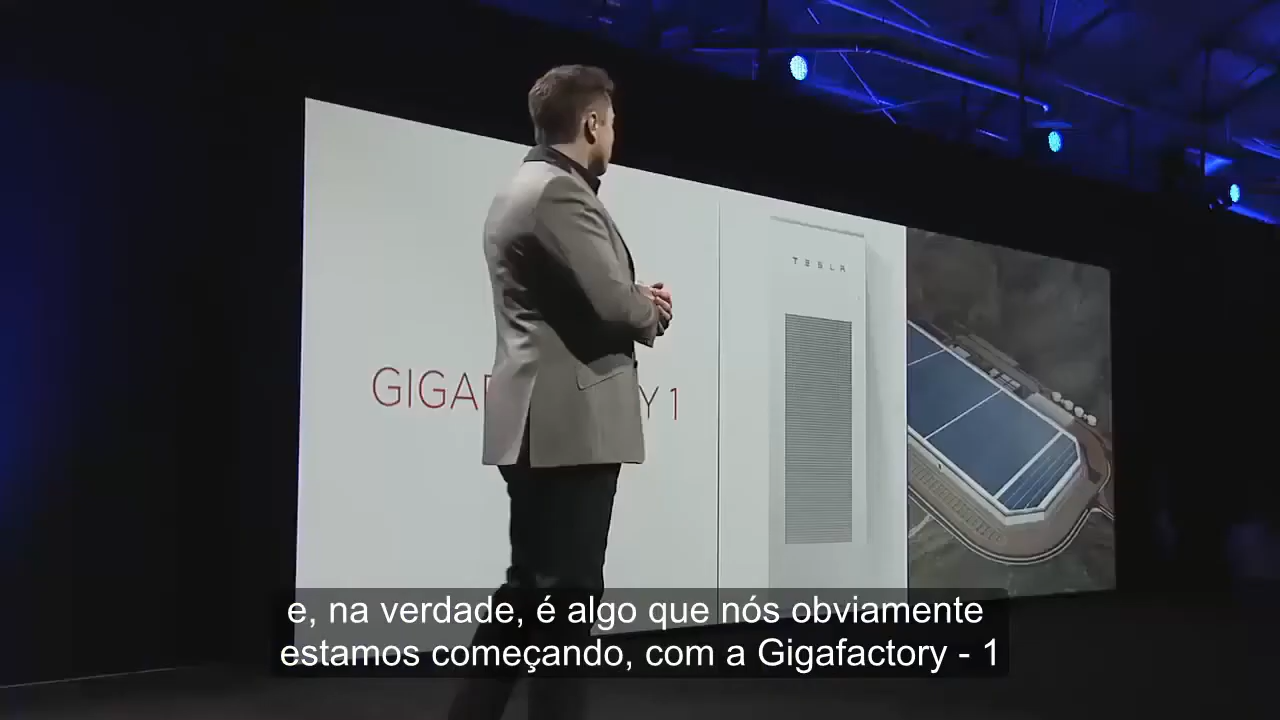 GIGA Y 1
TESLA
e, na verdade, é algo que nós obviamente
estamos começando, com a Gigafactory - 1